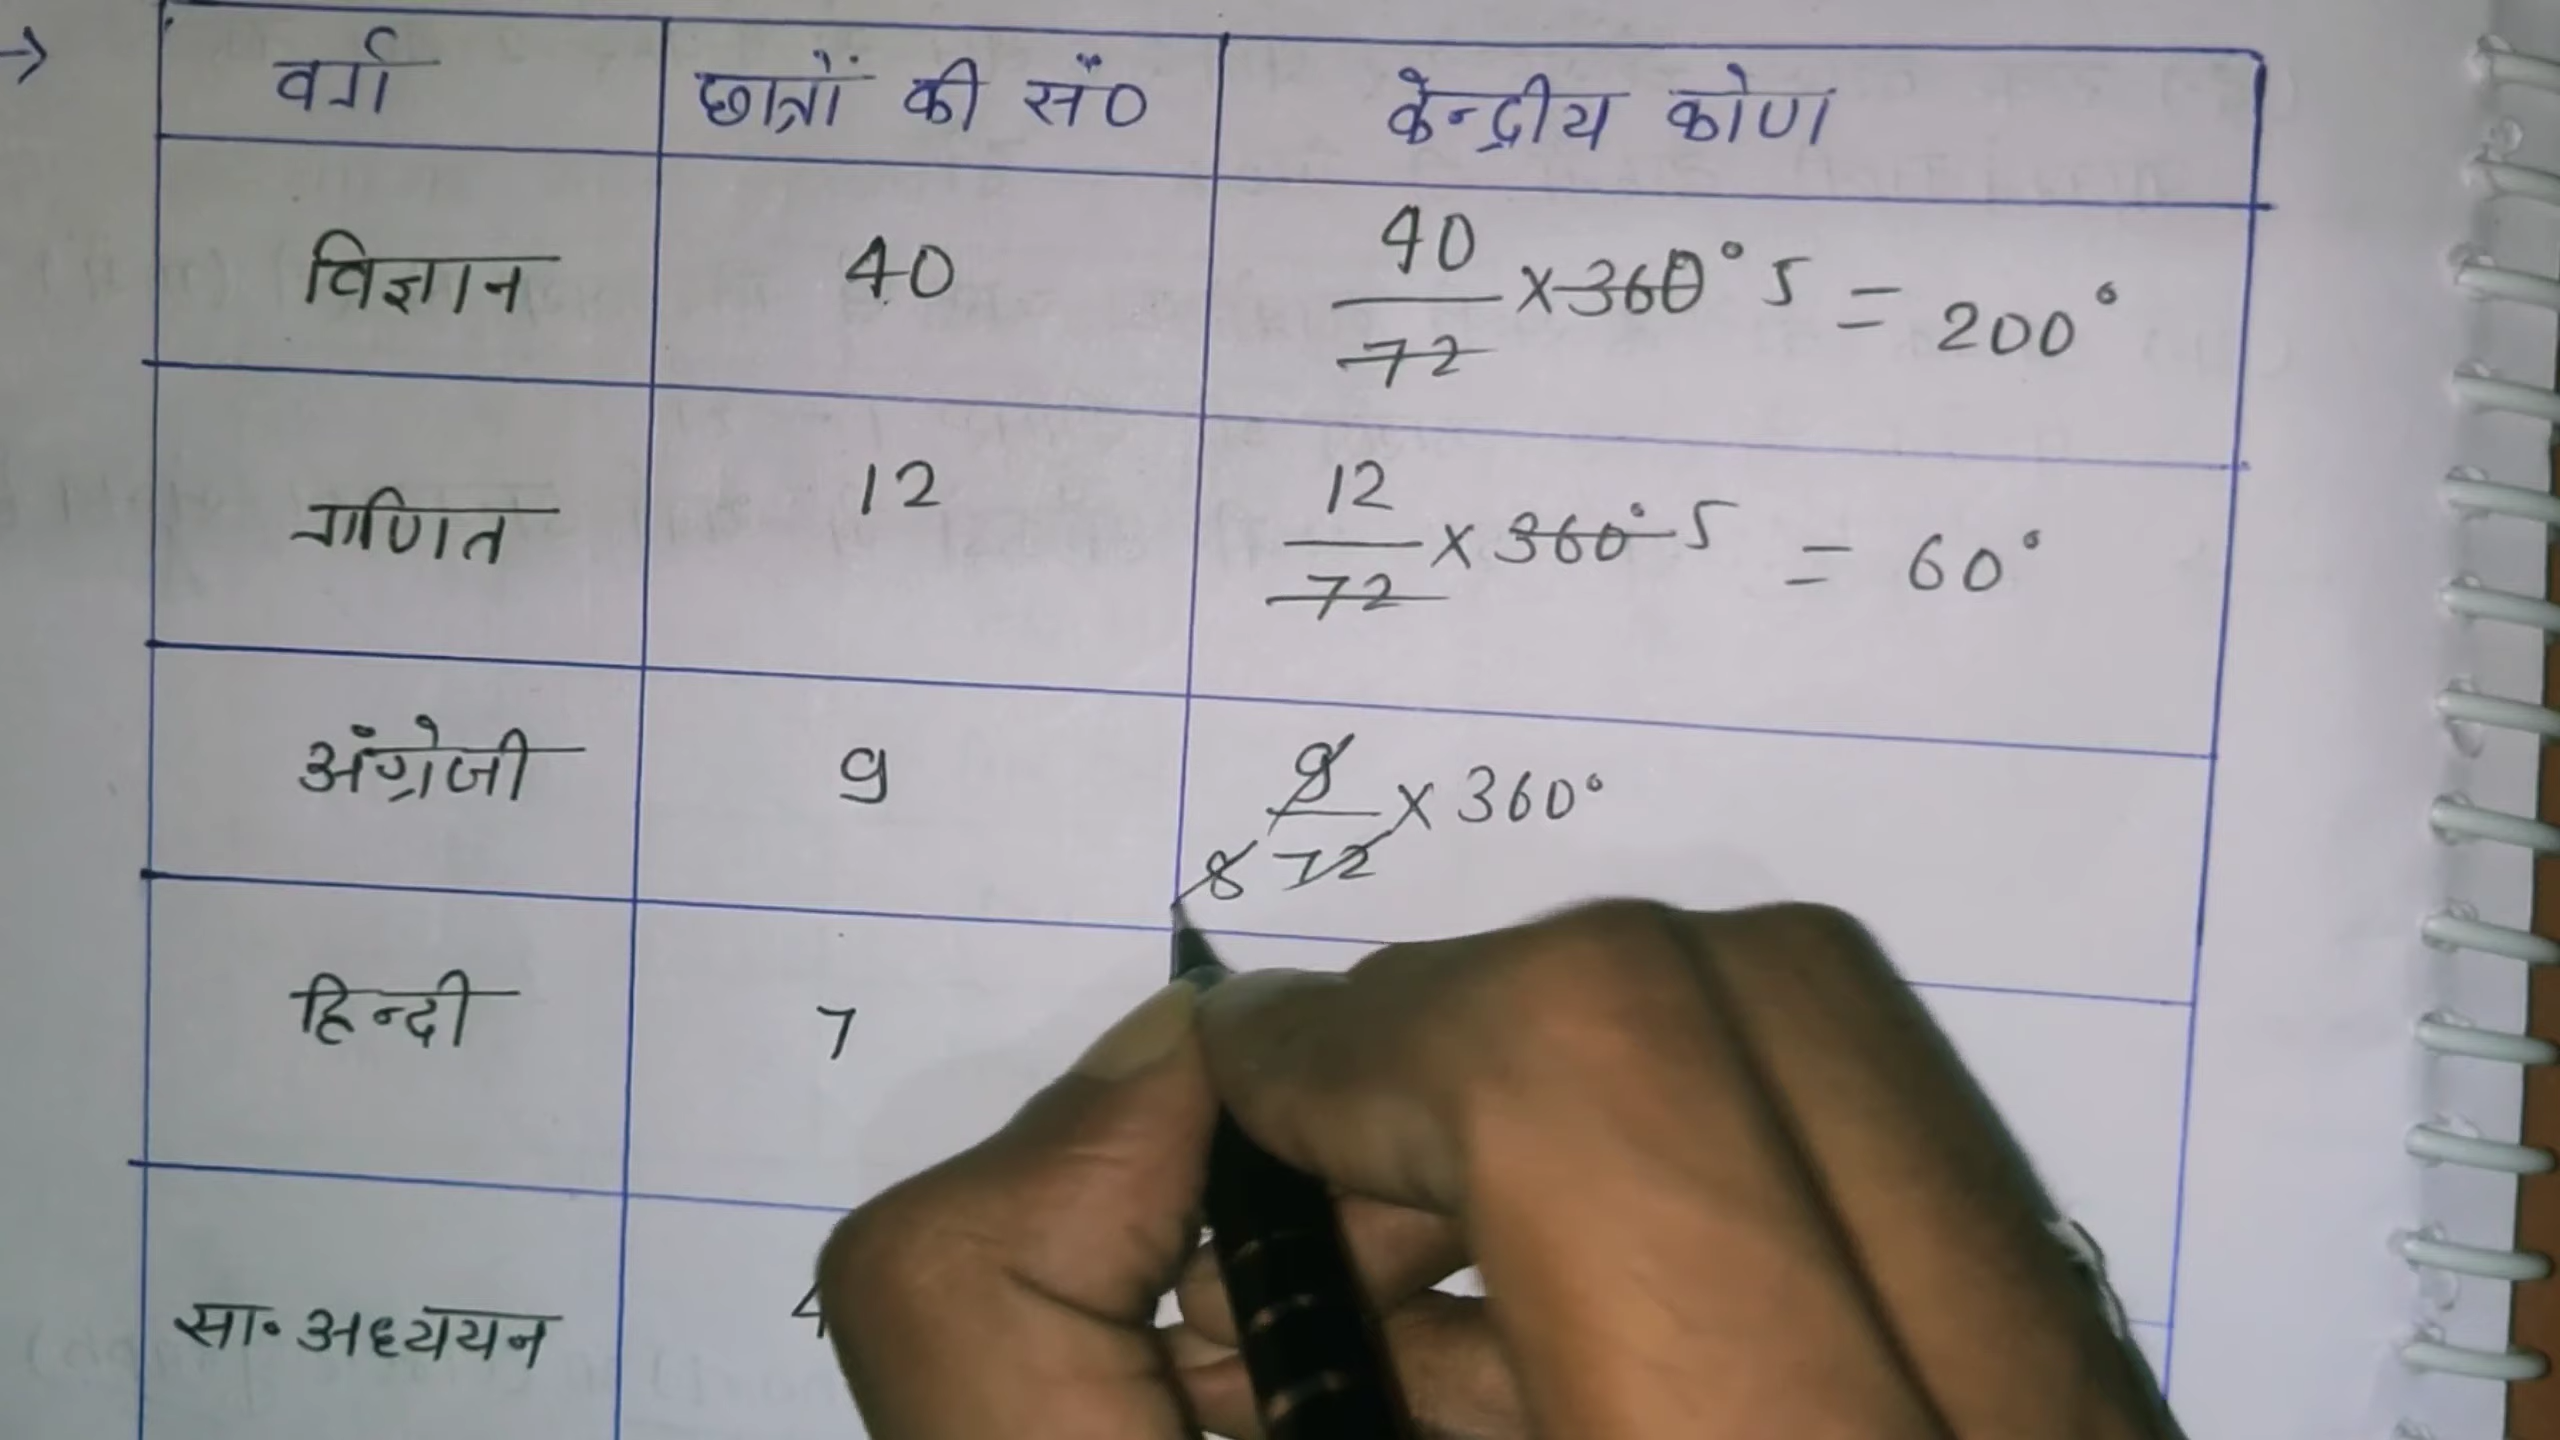 → वर्ग छात्रों की सं० केन्द्रीय कोण
विज्ञान 40 40/72 × 360° 5 = 200°
गणित 12 12/72 × 360° 5 = 60°
अंग्रेजी 9 9/72 × 360° 8
हिन्दी 7
सा॰ अध्ययन 4